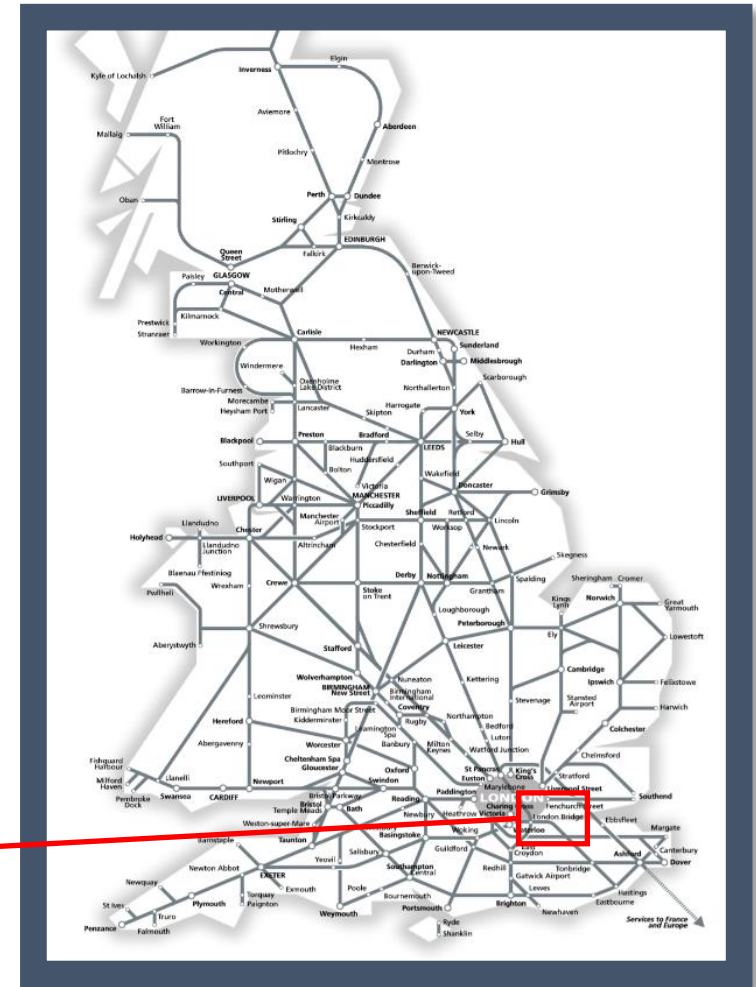 Elgin
Inverness
Kyle of Lochalsh
Aviemore
Fort
William
Aberdeen
Mallaig
Pitlochry
Montrose
Perth
Dundee
Oban
Stirling
Kirkcaldy
EDINBURGH
Queen
Street
Falkirk
Berwick-
upon-Tweed
Paisley
GLASGOW
Central
Motherwell
Prestwick
Kilmarnock
Stranraer
Carlisle
NEWCASTLE
Workington
Hexham
Sunderland
Durham
Darlington
Middlesbrough
Windermere
Scarborough
Oxenholme
Lake District
Northallerton
Barrow-in-Furness
Morecambe
Lancaster
Harrogate
York
Heysham Port
Skipton
Preston
Bradford
Selby
Blackpool
Blackburn
LEEDS
Hull
Huddersfield
Southport
Bolton
Wakefield
Wigan
Victoria
Doncaster
MANCHESTER
Grimsby
LIVERPOOL
Warrington
Piccadilly
Manchester
Airport
Sheffield
Retford
Llandudno
Chester
Stockport
Worksop
Lincoln
Holyhead
Llandudno
Junction
Altrincham
Chesterfield
Newark
Skegness
Blaenau Ffestiniog
Crewe
Derby
Nottingham
Sheringham
Cromer
Pwllheli
Wrexham
Stoke
on Trent
Grantham
Spalding
Kings
Lynn
Norwich
Great
Yarmouth
Loughborough
Shrewsbury
Peterborough
Ely
Lowestoft
Aberystwyth
Stafford
Leicester
Wolverhampton
Nuneaton
Cambridge
BIRMINGHAM
New Street
Birmingham
International
Kettering
Ipswich
Felixstowe
Leominster
Coventry
Stevenage
Stansted
Airport
Harwich
Birmingham Moor Street
Rugby
Northampton
Hereford
Kidderminster
Leamington
Spa
Bedford
Colchester
Abergavenny
Worcester
Banbury
Milton
Keynes
Luton
Watford Junction
Chelmsford
Fishguard
Harbour
Cheltenham Spa
Gloucester
Oxford
St Pancras
King's
Cross
Stratford
Milford
Haven
Llanelli
Newport
Swindon
Euston
Marylebone
Liverpool Street
Pembroke
Dock
Swansea
CARDIFF
Bristol Parkway
Reading
Paddington
LONDON
Southend
Bristol
Temple Meads
Bath
Charing Cross
Fenchurch Street
Newbury
Heathrow
Victoria
London Bridge
Ebbsfleet
Weston-super-Mare
Basingstoke
Woking
Waterloo
Margate
Barnstaple
Taunton
Salisbury
Guildford
East
Croydon
Canterbury
Newton Abbot
Yeovil
Southampton
Central
Redhill
Tonbridge
Ashford
Dover
EXETER
Gatwick Airport
Newquay
Exmouth
Poole
Lewes
Hastings
St Ives
Torquay
Paignton
Bournemouth
Eastbourne
Plymouth
Portsmouth
Brighton
Newhaven
Truro
Weymouth
Ryde
Penzance
Falmouth
Shanklin
Services to France
and Europe